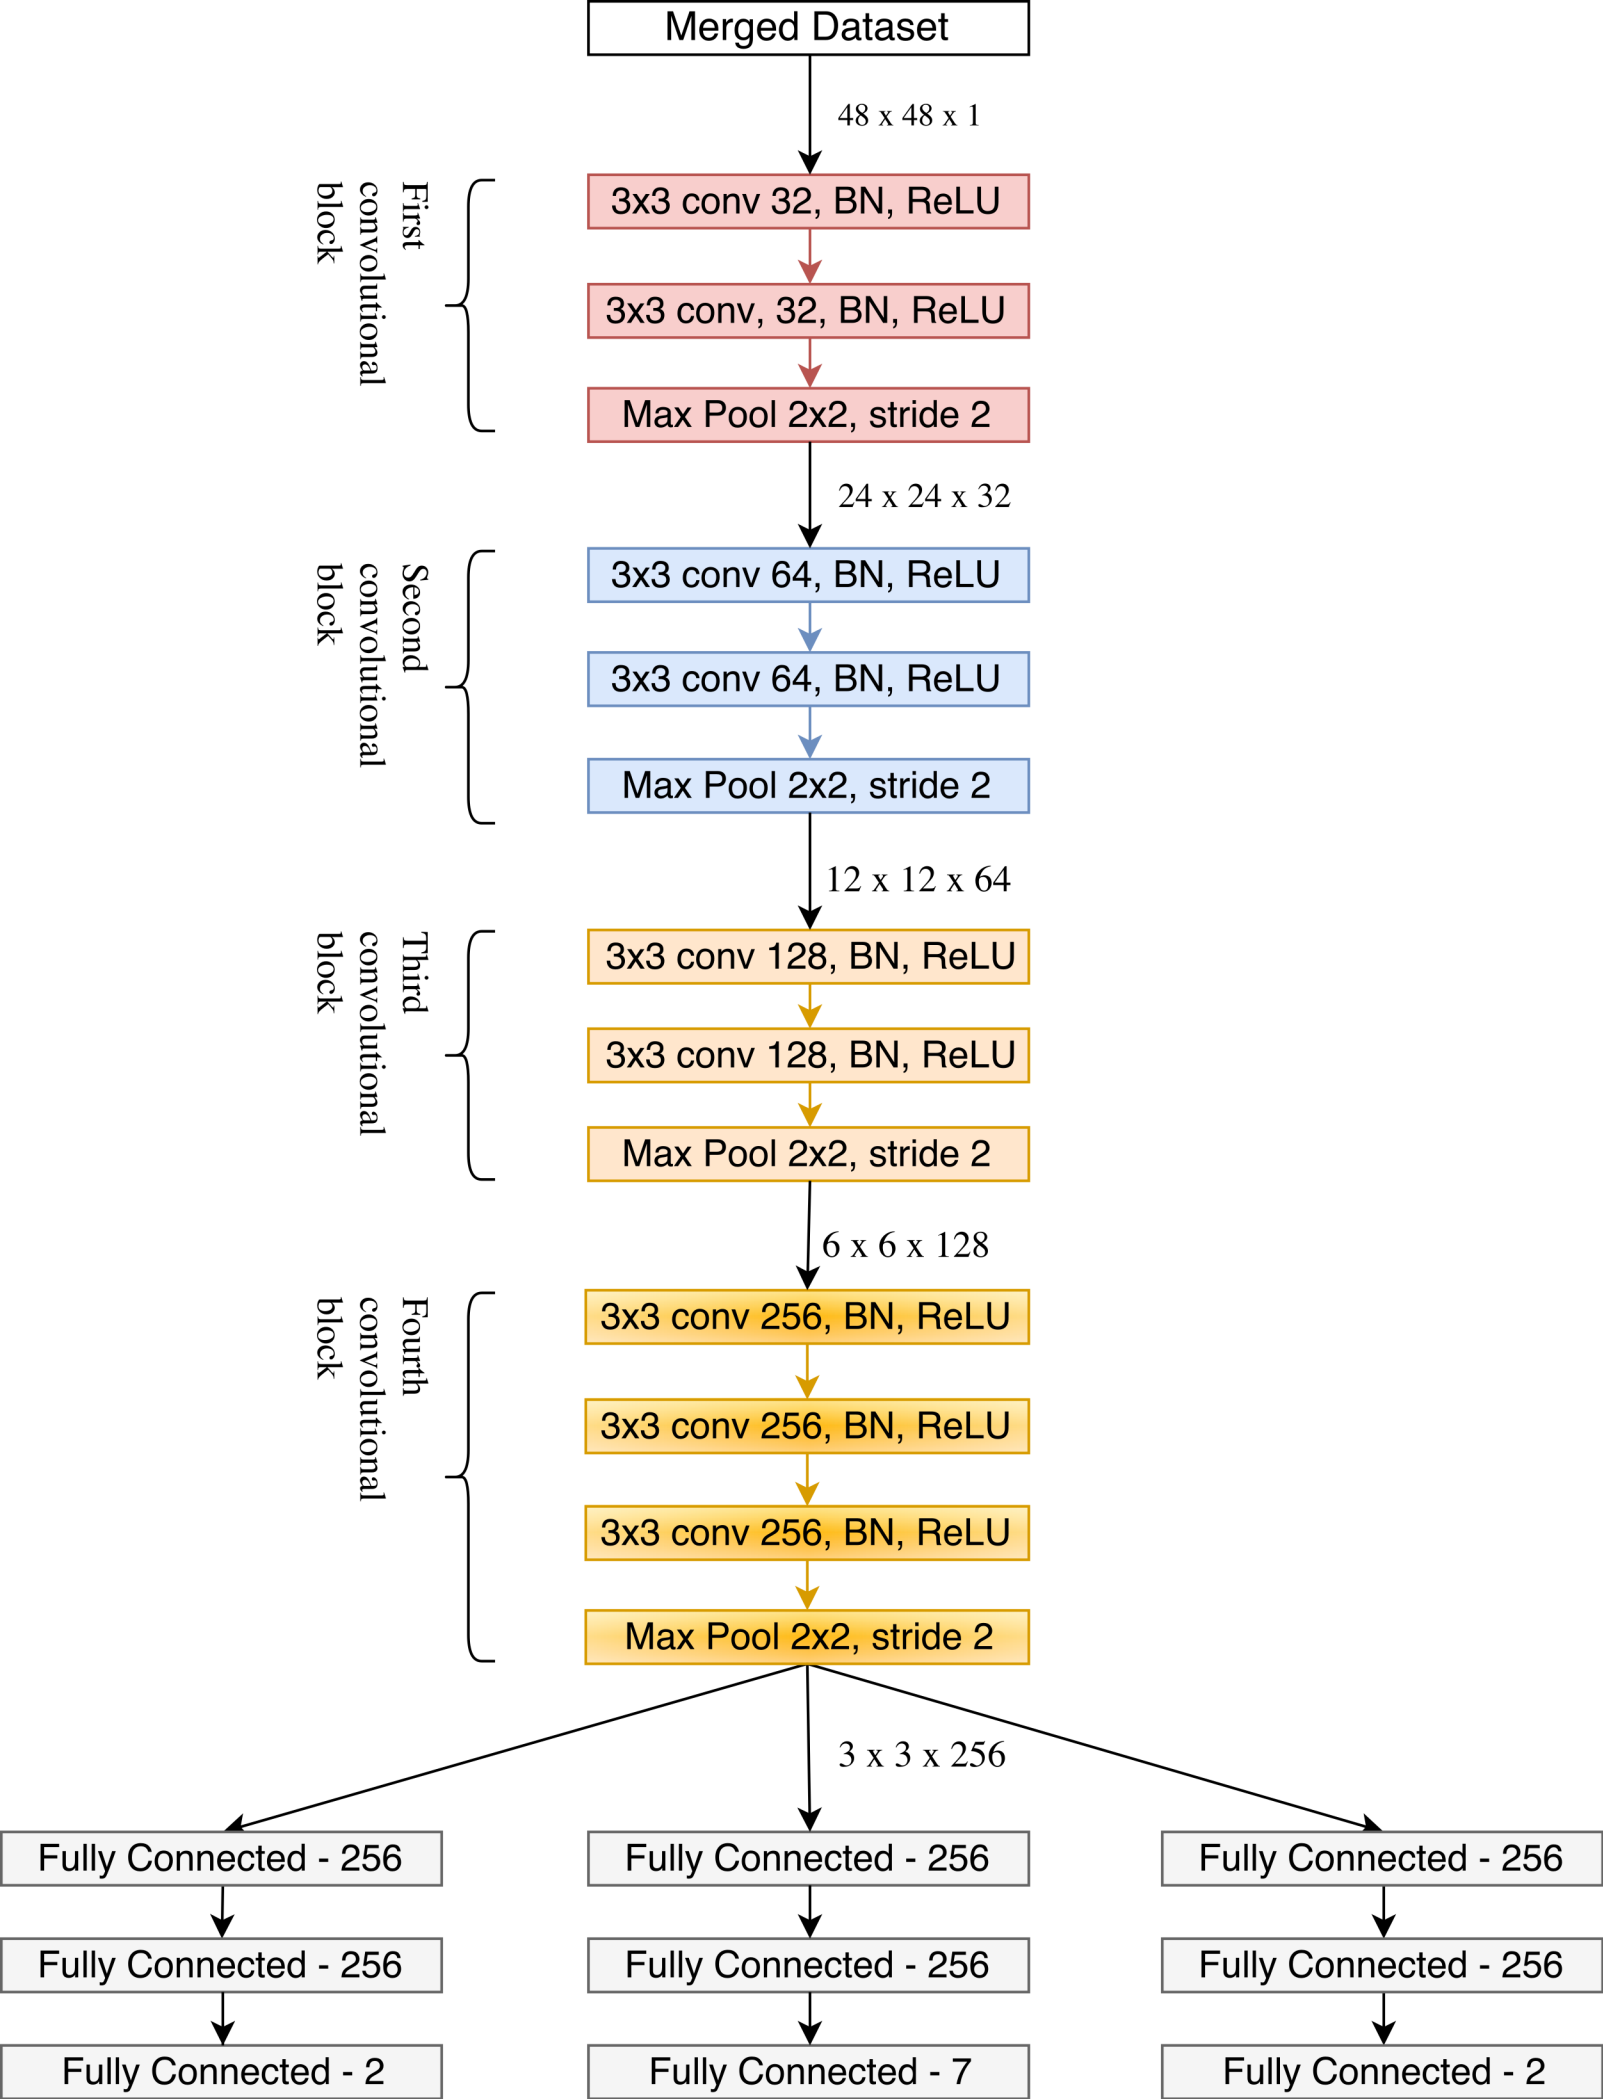 Merged Dataset
48 x 48 x 1
First
convolutional
block
3x3 conv 32, BN, ReLU
3x3 conv, 32, BN, ReLU
Max Pool 2x2, stride 2
24 x 24 x 32
Second
convolutional
block
3x3 conv 64, BN, ReLU
3x3 conv 64, BN, ReLU
Max Pool 2x2, stride 2
12 x 12 x 64
Third
convolutional
block
3x3 conv 128, BN, ReLU
3x3 conv 128, BN, ReLU
Max Pool 2x2, stride 2
6 x 6 x 128
Fourth
convolutional
block
3x3 conv 256, BN, ReLU
3x3 conv 256, BN, ReLU
3x3 conv 256, BN, ReLU
Max Pool 2x2, stride 2
3 x 3 x 256
Fully Connected - 256
Fully Connected - 256
Fully Connected - 256
Fully Connected - 256
Fully Connected - 256
Fully Connected - 256
Fully Connected - 2
Fully Connected - 7
Fully Connected - 2